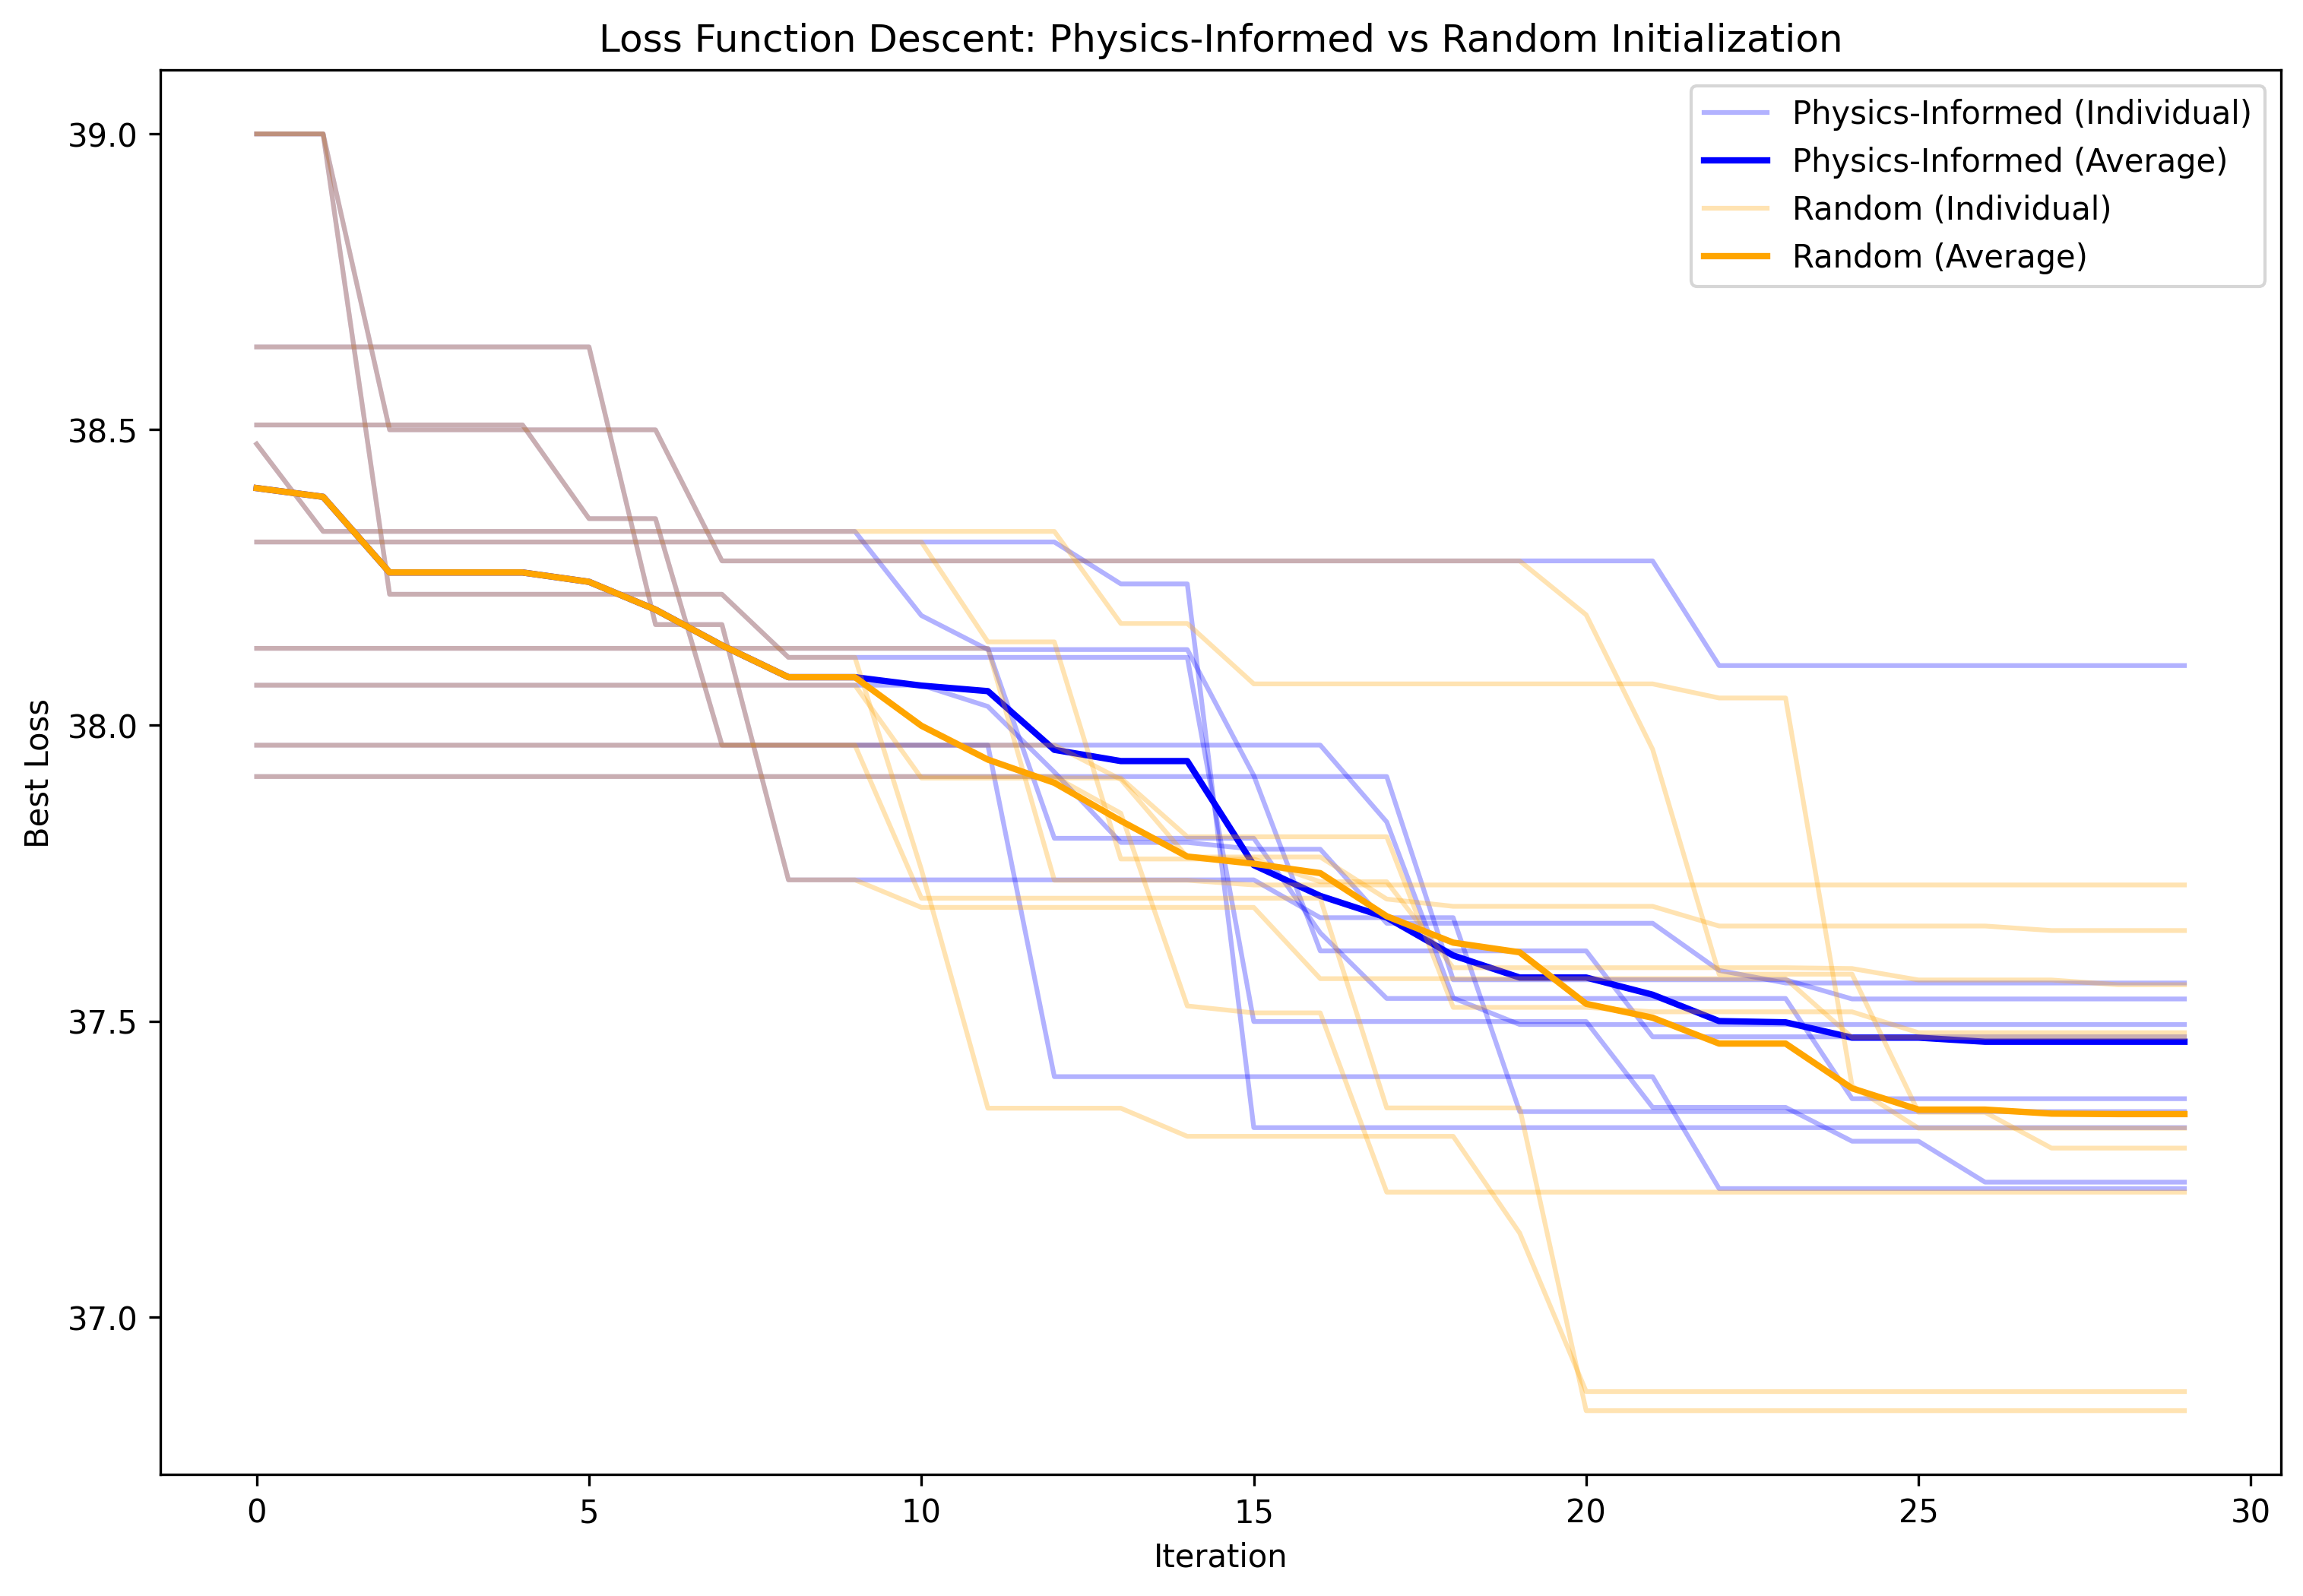 Loss Function Descent: Physics-Informed vs Random Initialization
Physics-Informed (Individual)
Physics-Informed (Average)
Random (Individual)
Random (Average)
39.0
38.5
38.0
37.5
37.0
Best Loss
0 5 10 15 20 25 30
Iteration